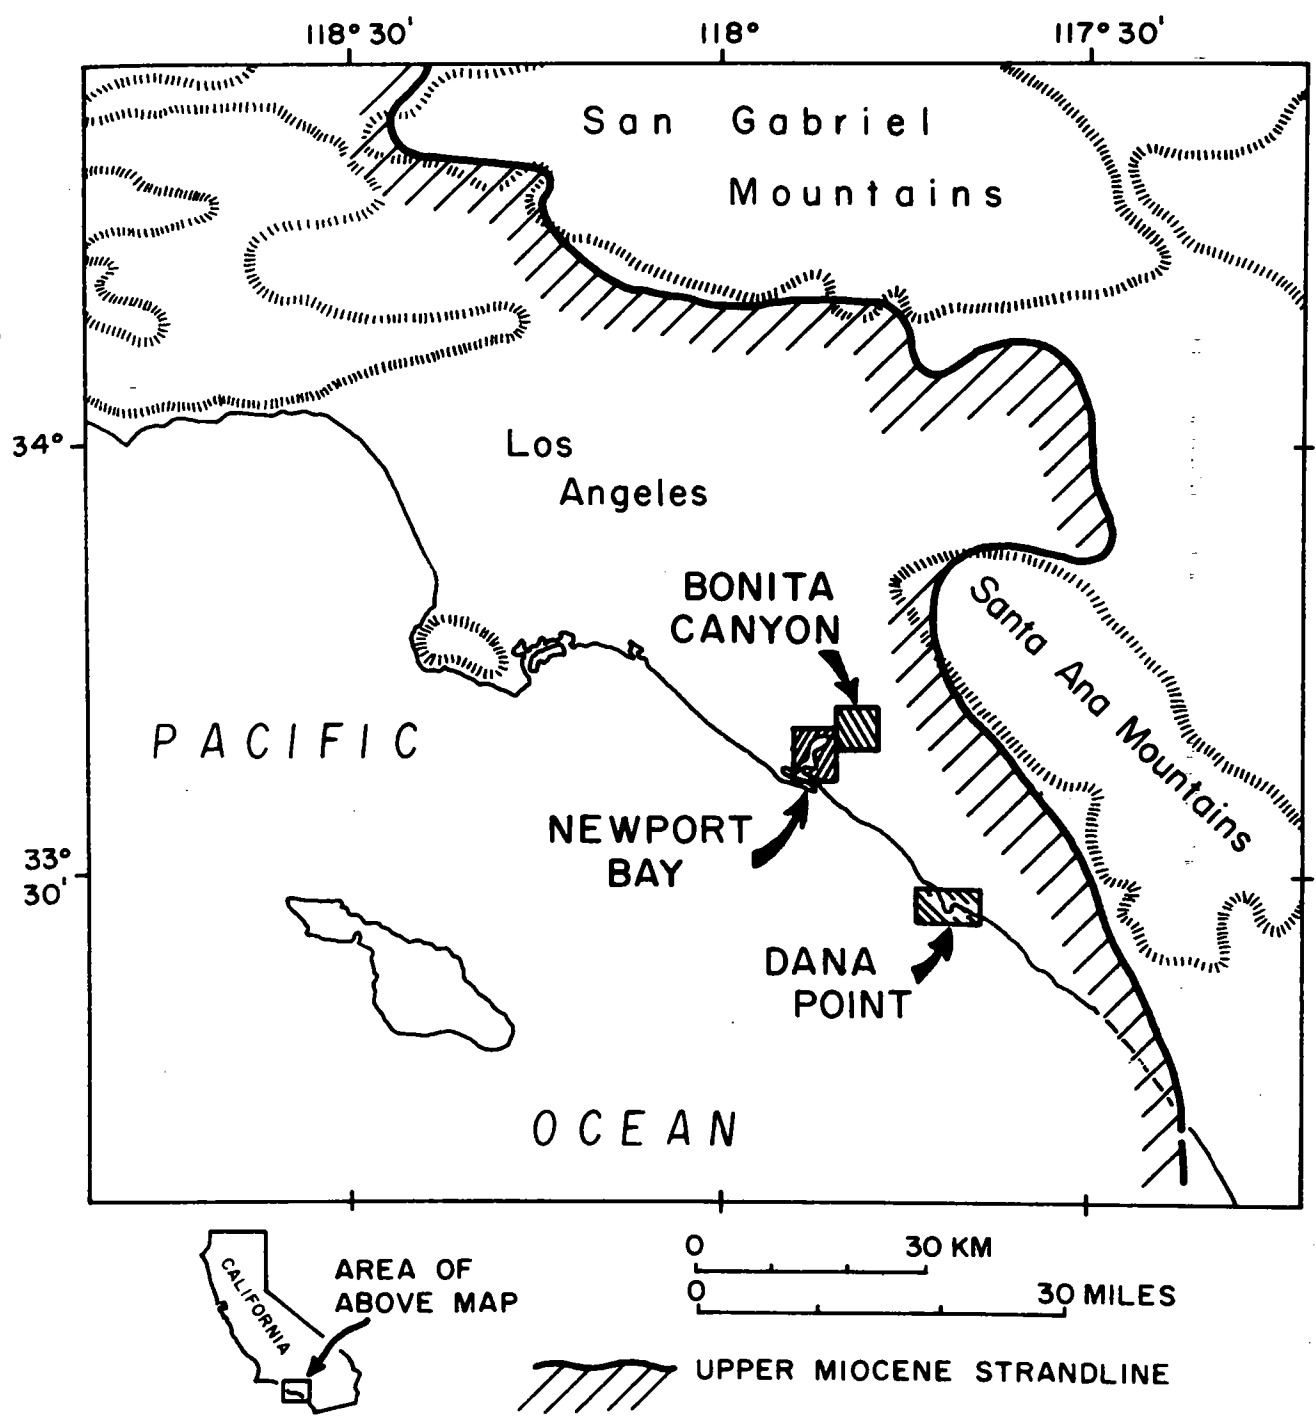 118° 30'
118°
117° 30'
San Gabriel
Mountains
34°
Los
Angeles
BONITA
CANYON
Santa Ana Mountains
PACIFIC
NEWPORT
BAY
33°
30'
DANA
POINT
OCEAN
0 30 KM
0 30 MILES
CALIFORNIA
AREA OF
ABOVE MAP
UPPER MIOCENE STRANDLINE